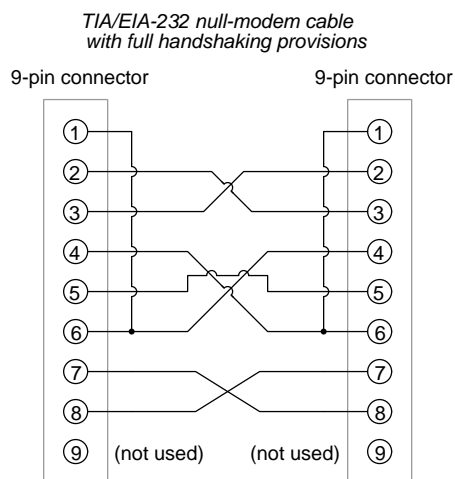 TIA/EIA-232 null-modem cable
with full handshaking provisions
9-pin connector 9-pin connector
1 1
2 2
3 3
4 4
5 5
6 6
7 7
8 8
9 (not used) (not used) 9